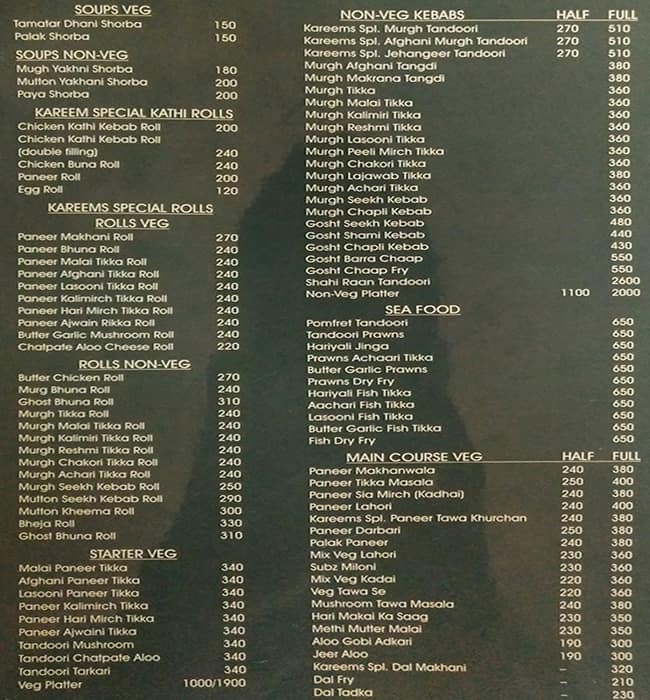 SOUPS VEG
Tamatar Dhani Shorba 150
Palak Shorba 150
SOUPS NON-VEG
Mugh Yakhni Shorba 180
Mutton Yakhani Shorba 200
Paya Shorba 200
KAREEM SPECIAL KATHI ROLLS
Chicken Kathi Kebab Roll 200
Chicken Kathi Kebab Roll
(double filling) 240
Chicken Buna Roll 240
Paneer Roll 200
Egg Roll 120
KAREEMS SPECIAL ROLLS
ROLLS VEG
Paneer Makhani Roll 270
Paneer Bhuna Roll 240
Paneer Malai Tikka Roll 240
Paneer Afghani Tikka Roll 240
Paneer Lasooni Tikka Roll 240
Paneer Kalimirch Tikka Roll 240
Paneer Hari Mirch Tikka Roll 240
Paneer Ajwain Rikka Roll 240
Butter Garlic Mushroom Roll 240
Chatpate Aloo Cheese Roll 220
ROLLS NON-VEG
Butter Chicken Roll 270
Murg Bhuna Roll 240
Ghost Bhuna Roll 310
Murgh Tikka Roll 240
Murgh Malai Tikka Roll 240
Murgh Kalimiri Tikka Roll 240
Murgh Reshmi Tikka Roll 240
Murgh Chakori Tikka Roll 240
Murgh Achari Tikka Roll 240
Murgh Seekh Kebab Roll 250
Mutton Seekh Kebab Roll 290
Mutton Kheema Roll 300
Bheja Roll 330
Ghost Bhuna Roll 310
STARTER VEG
Malai Paneer Tikka 340
Afghani Paneer Tikka 340
Lasooni Paneer Tikka 340
Paneer Kalimirch Tikka 340
Paneer Hari Mirch Tikka 340
Paneer Ajwaini Tikka 340
Tandoori Mushroom 340
Tandoori Chatpate Aloo 340
Tandoori Tarkari 340
Veg Platter 1000/1900
NON-VEG KEBABS HALF FULL
Kareems Spl. Murgh Tandoori 270 510
Kareems Spl. Afghani Murgh Tandoori 270 510
Kareems Spl. Jehangeer Tandoori 270 510
Murgh Afghani Tangdi 380
Murgh Makrana Tangdi 380
Murgh Tikka 360
Murgh Malai Tikka 360
Murgh Kalimiri Tikka 360
Murgh Reshmi Tikka 360
Murgh Lasooni Tikka 360
Murgh Peeli Mirch Tikka 360
Murgh Chakori Tikka 360
Murgh Lajawab Tikka 380
Murgh Achari Tikka 360
Murgh Seekh Kebab 360
Murgh Chapli Kebab 360
Gosht Seekh Kebab 480
Gosht Shami Kebab 440
Gosht Chapli Kebab 430
Gosht Barra Chaap 550
Gosht Chaap Fry 550
Shahi Raan Tandoori 2600
Non-Veg Platter 1100 2000
SEA FOOD
Pomfret Tandoori 650
Tandoori Prawns 650
Hariyali Jinga 650
Prawns Achaari Tikka 650
Butter Garlic Prawns 650
Prawns Dry Fry 650
Hariyali Fish Tikka 650
Aachari Fish Tikka 650
Lasooni Fish Tikka 650
Butter Garlic Fish Tikka 650
Fish Dry Fry 650
MAIN COURSE VEG HALF FULL
Paneer Makhanwala 240 380
Paneer Tikka Masala 250 400
Paneer Sia Mirch (Kadhai) 240 380
Paneer Lahori 240 400
Kareems Spl. Paneer Tawa Khurchan 240 380
Paneer Darbari 250 380
Palak Paneer 240 380
Mix Veg Lahori 230 360
Subz Miloni 230 360
Mix Veg Kadai 220 360
Veg Tawa Se 220 360
Mushroom Tawa Masala 240 380
Hari Makai Ka Saag 230 350
Methi Mutter Malai 230 350
Aloo Gobi Adkari 190 300
Jeer Aloo 190 300
Kareems Spl. Dal Makhani – 320
Dal Fry – 210
Dal Tadka 230